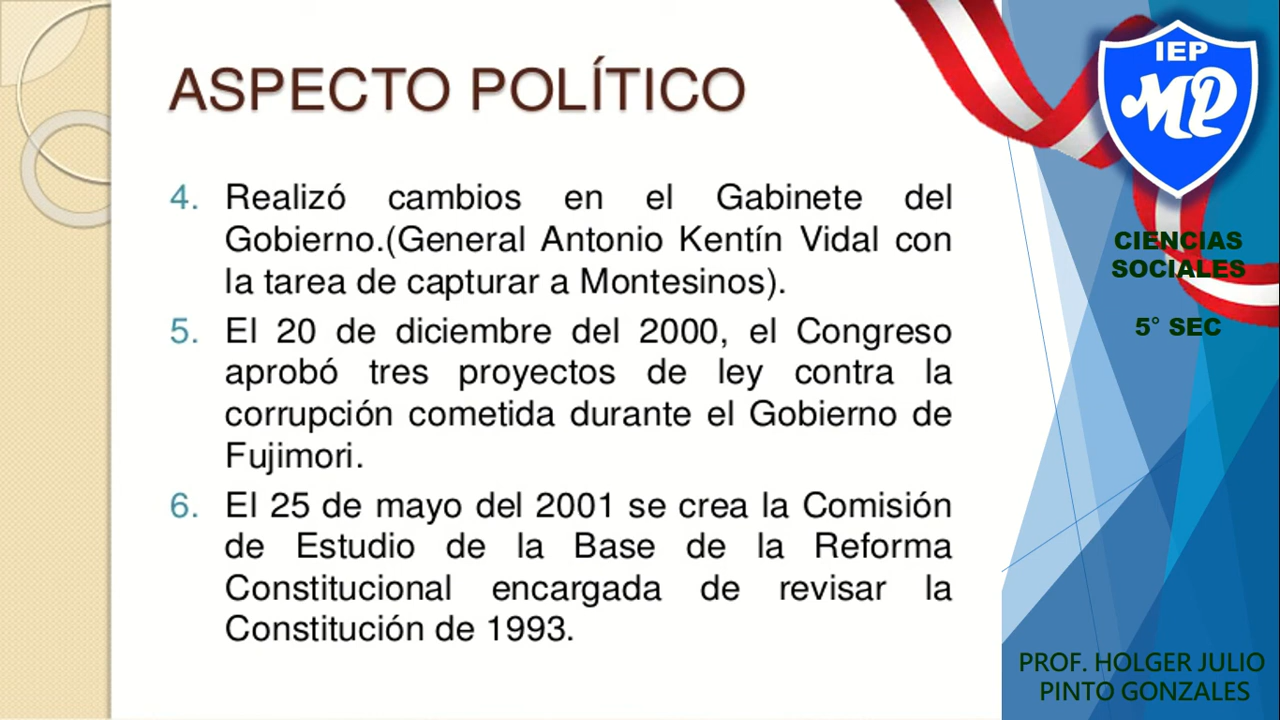 ASPECTO POLÍTICO
4. Realizó cambios en el Gabinete del
Gobierno.(General Antonio Kentín Vidal con
la tarea de capturar a Montesinos).
5. El 20 de diciembre del 2000, el Congreso
aprobó tres proyectos de ley contra la
corrupción cometida durante el Gobierno de
Fujimori.
6. El 25 de mayo del 2001 se crea la Comisión
de Estudio de la Base de la Reforma
Constitucional encargada de revisar la
Constitución de 1993.
IEP
MP
CIENCIAS
SOCIALES
5° SEC
PROF. HOLGER JULIO
PINTO GONZALES